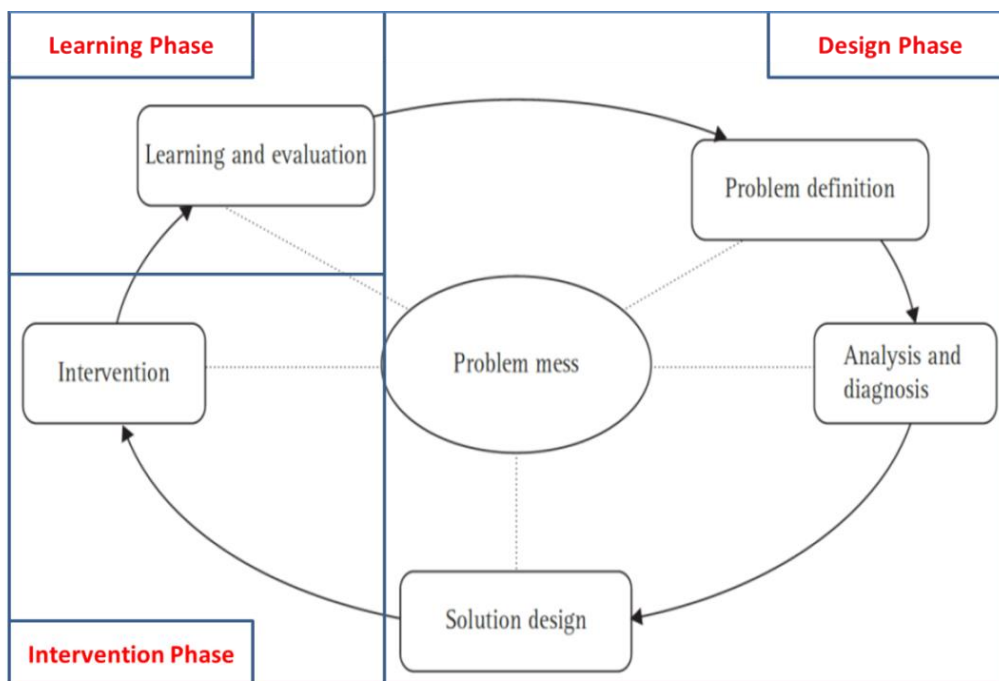 Learning Phase
Design Phase
Learning and evaluation
Problem definition
Intervention
Problem mess
Analysis and
diagnosis
Solution design
Intervention Phase